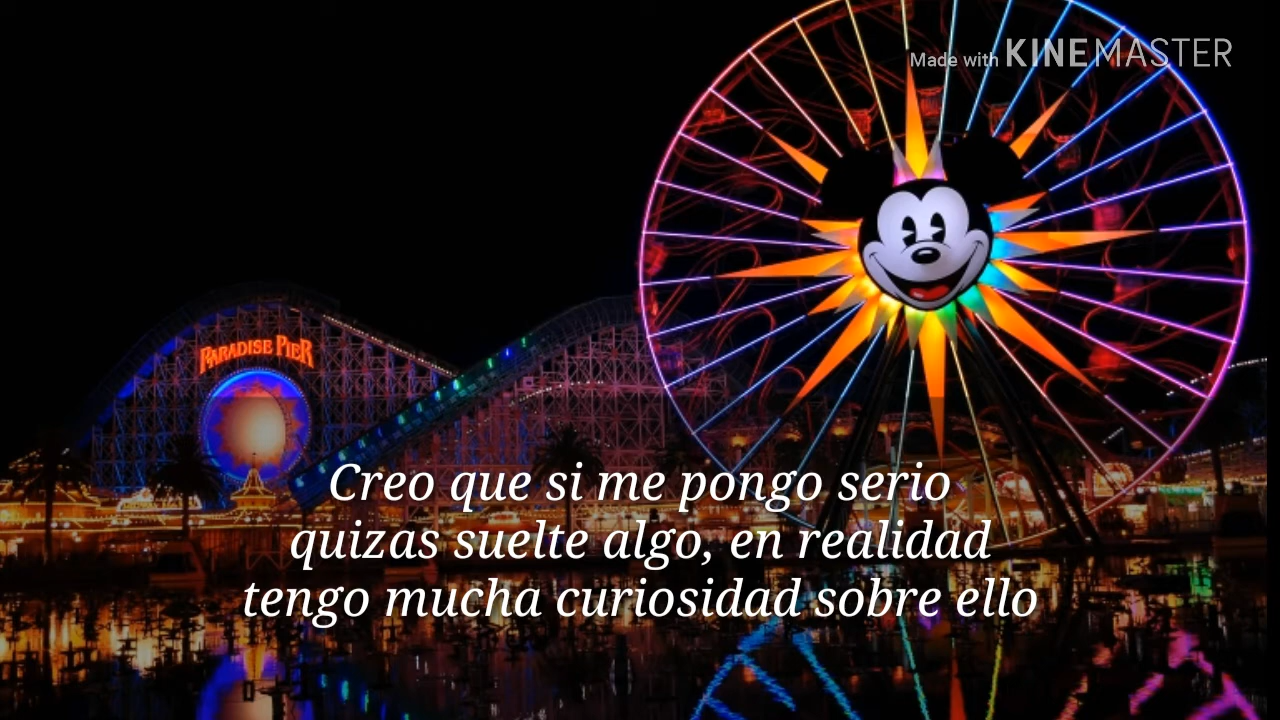 Made with KINEMASTER
PARADISE PIER
Creo que si me pongo serio
quizas suelte algo, en realidad
tengo mucha curiosidad sobre ello